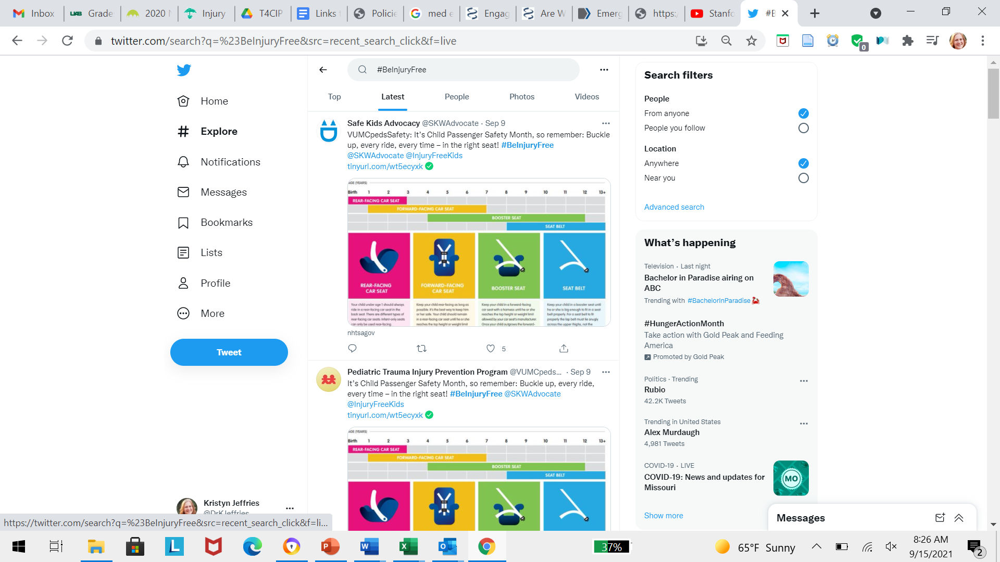 Inbox
UAB Grade
2020 N
Injury
T4CIP
Links
Policie
med e
Engag
Are W
Emerg
https:/
Stanfo
#B
twitter.com/search?q=%23BeInjuryFree&src=recent_search_click&f=live
0
Home
Explore
Notifications
Messages
Bookmarks
Lists
Profile
More
Tweet
Kristyn Jeffries
@DrKJeffries
https://twitter.com/search?q=%23BeInjuryFree&src=recent_search_click&f=li...
#BeInjuryFree
Top Latest People Photos Videos
Safe Kids Advocacy @SKWAdvocate · Sep 9
VUMCpedsSafety: It’s Child Passenger Safety Month, so remember: Buckle
up, every ride, every time – in the right seat! #BeInjuryFree
@SKWAdvocate @InjuryFreeKids
tinyurl.com/wt5ecyxk
AGE (YEARS)
Birth 1 2 3 4 5 6 7 8 9 10 11 12 13+
REAR-FACING CAR SEAT
FORWARD-FACING CAR SEAT
BOOSTER SEAT
SEAT BELT
REAR-FACING
CAR SEAT
FORWARD-FACING
CAR SEAT
BOOSTER SEAT
SEAT BELT
Your child under age 1 should always
ride in a rear-facing car seat in the
back seat. There are different types of
rear-facing car seats: Infant-only seats
can only be used rear-facing.
Keep your child rear-facing as long as
possible. It's the best way to keep him
or her safe. Your child should remain
in a rear-facing car seat until he or she
reaches the top height or weight limit
Keep your child in a forward-facing
car seat with a harness until he or she
reaches the top height or weight limit
allowed by your car seat's manufacturer.
Once your child outgrows the forward-
Keep your child in a booster seat until
he or she is big enough to fit in a seat
belt properly. For a seat belt to fit
properly the lap belt must lie snugly
across the upper thighs, not the
nhtsagov
5
Pediatric Trauma Injury Prevention Program @VUMCpeds... · Sep 9
It’s Child Passenger Safety Month, so remember: Buckle up, every ride,
every time – in the right seat! #BeInjuryFree @SKWAdvocate
@InjuryFreeKids
tinyurl.com/wt5ecyxk
AGE (YEARS)
Birth 1 2 3 4 5 6 7 8 9 10 11 12 13+
REAR-FACING CAR SEAT
FORWARD-FACING CAR SEAT
BOOSTER SEAT
SEAT BELT
Search filters
People
From anyone
People you follow
Location
Anywhere
Near you
Advanced search
What’s happening
Television · Last night
Bachelor in Paradise airing on
ABC
Trending with #BachelorInParadise
#HungerActionMonth
Take action with Gold Peak and Feeding
America
Promoted by Gold Peak
Politics · Trending
Rubio
42.2K Tweets
Trending in United States
Alex Murdaugh
4,981 Tweets
COVID-19 · LIVE
COVID-19: News and updates for
Missouri
MO
Show more
Messages
37%
65°F Sunny
8:26 AM
9/15/2021
2